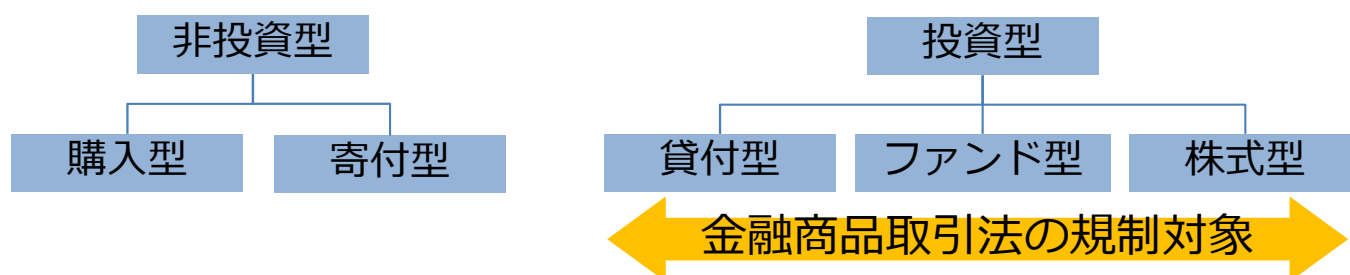 非投資型
投資型
購入型
寄付型
貸付型
ファンド型
株式型
金融商品取引法の規制対象